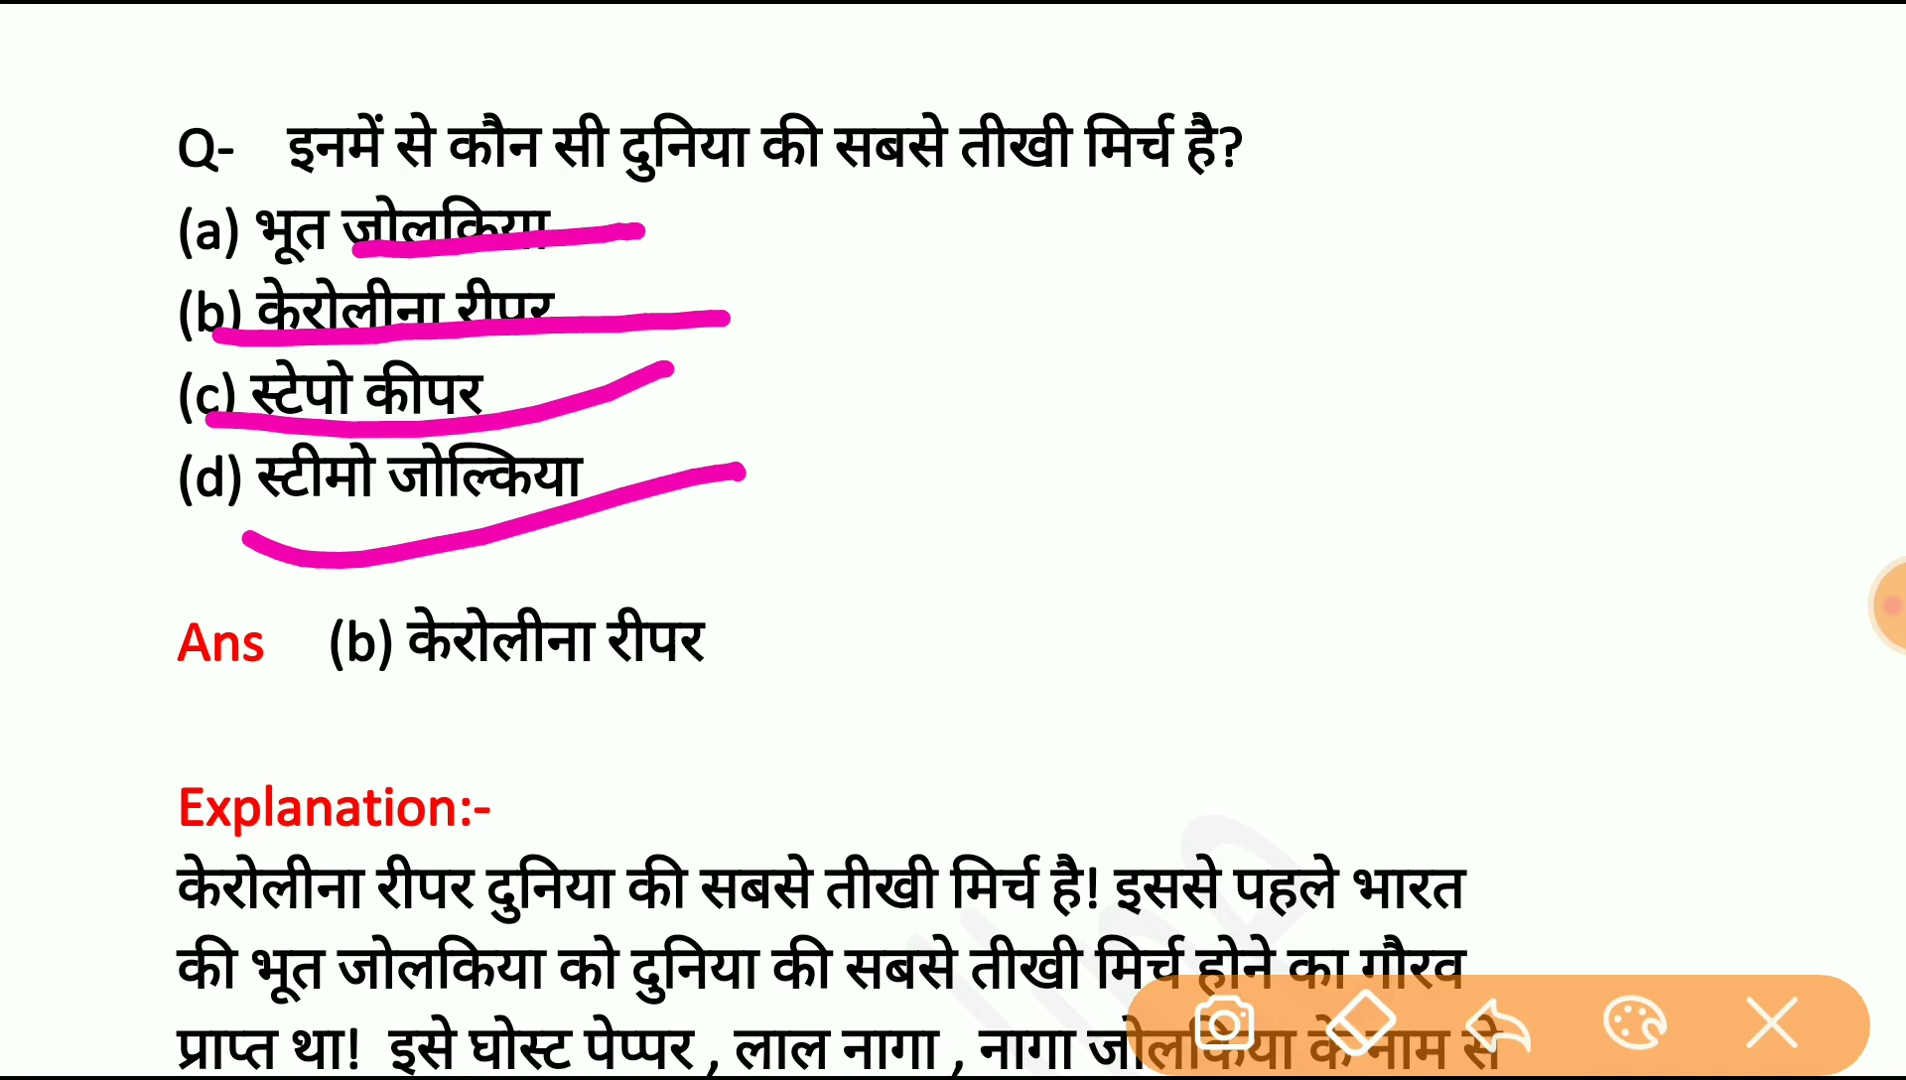 Q- इनमें से कौन सी दुनिया की सबसे तीखी मिर्च है?
(a) भूत जोलकिया
(b) केरोलीना रीपर
(c) स्टेपो कीपर
(d) स्टीमो जोल्किया
Ans (b) केरोलीना रीपर
Explanation:-
केरोलीना रीपर दुनिया की सबसे तीखी मिर्च है! इससे पहले भारत
की भूत जोलकिया को दुनिया की सबसे तीखी मिर्च होने का गौरव
प्राप्त था! इसे घोस्ट पेप्पर , लाल नागा , नागा जोलकिया के नाम से